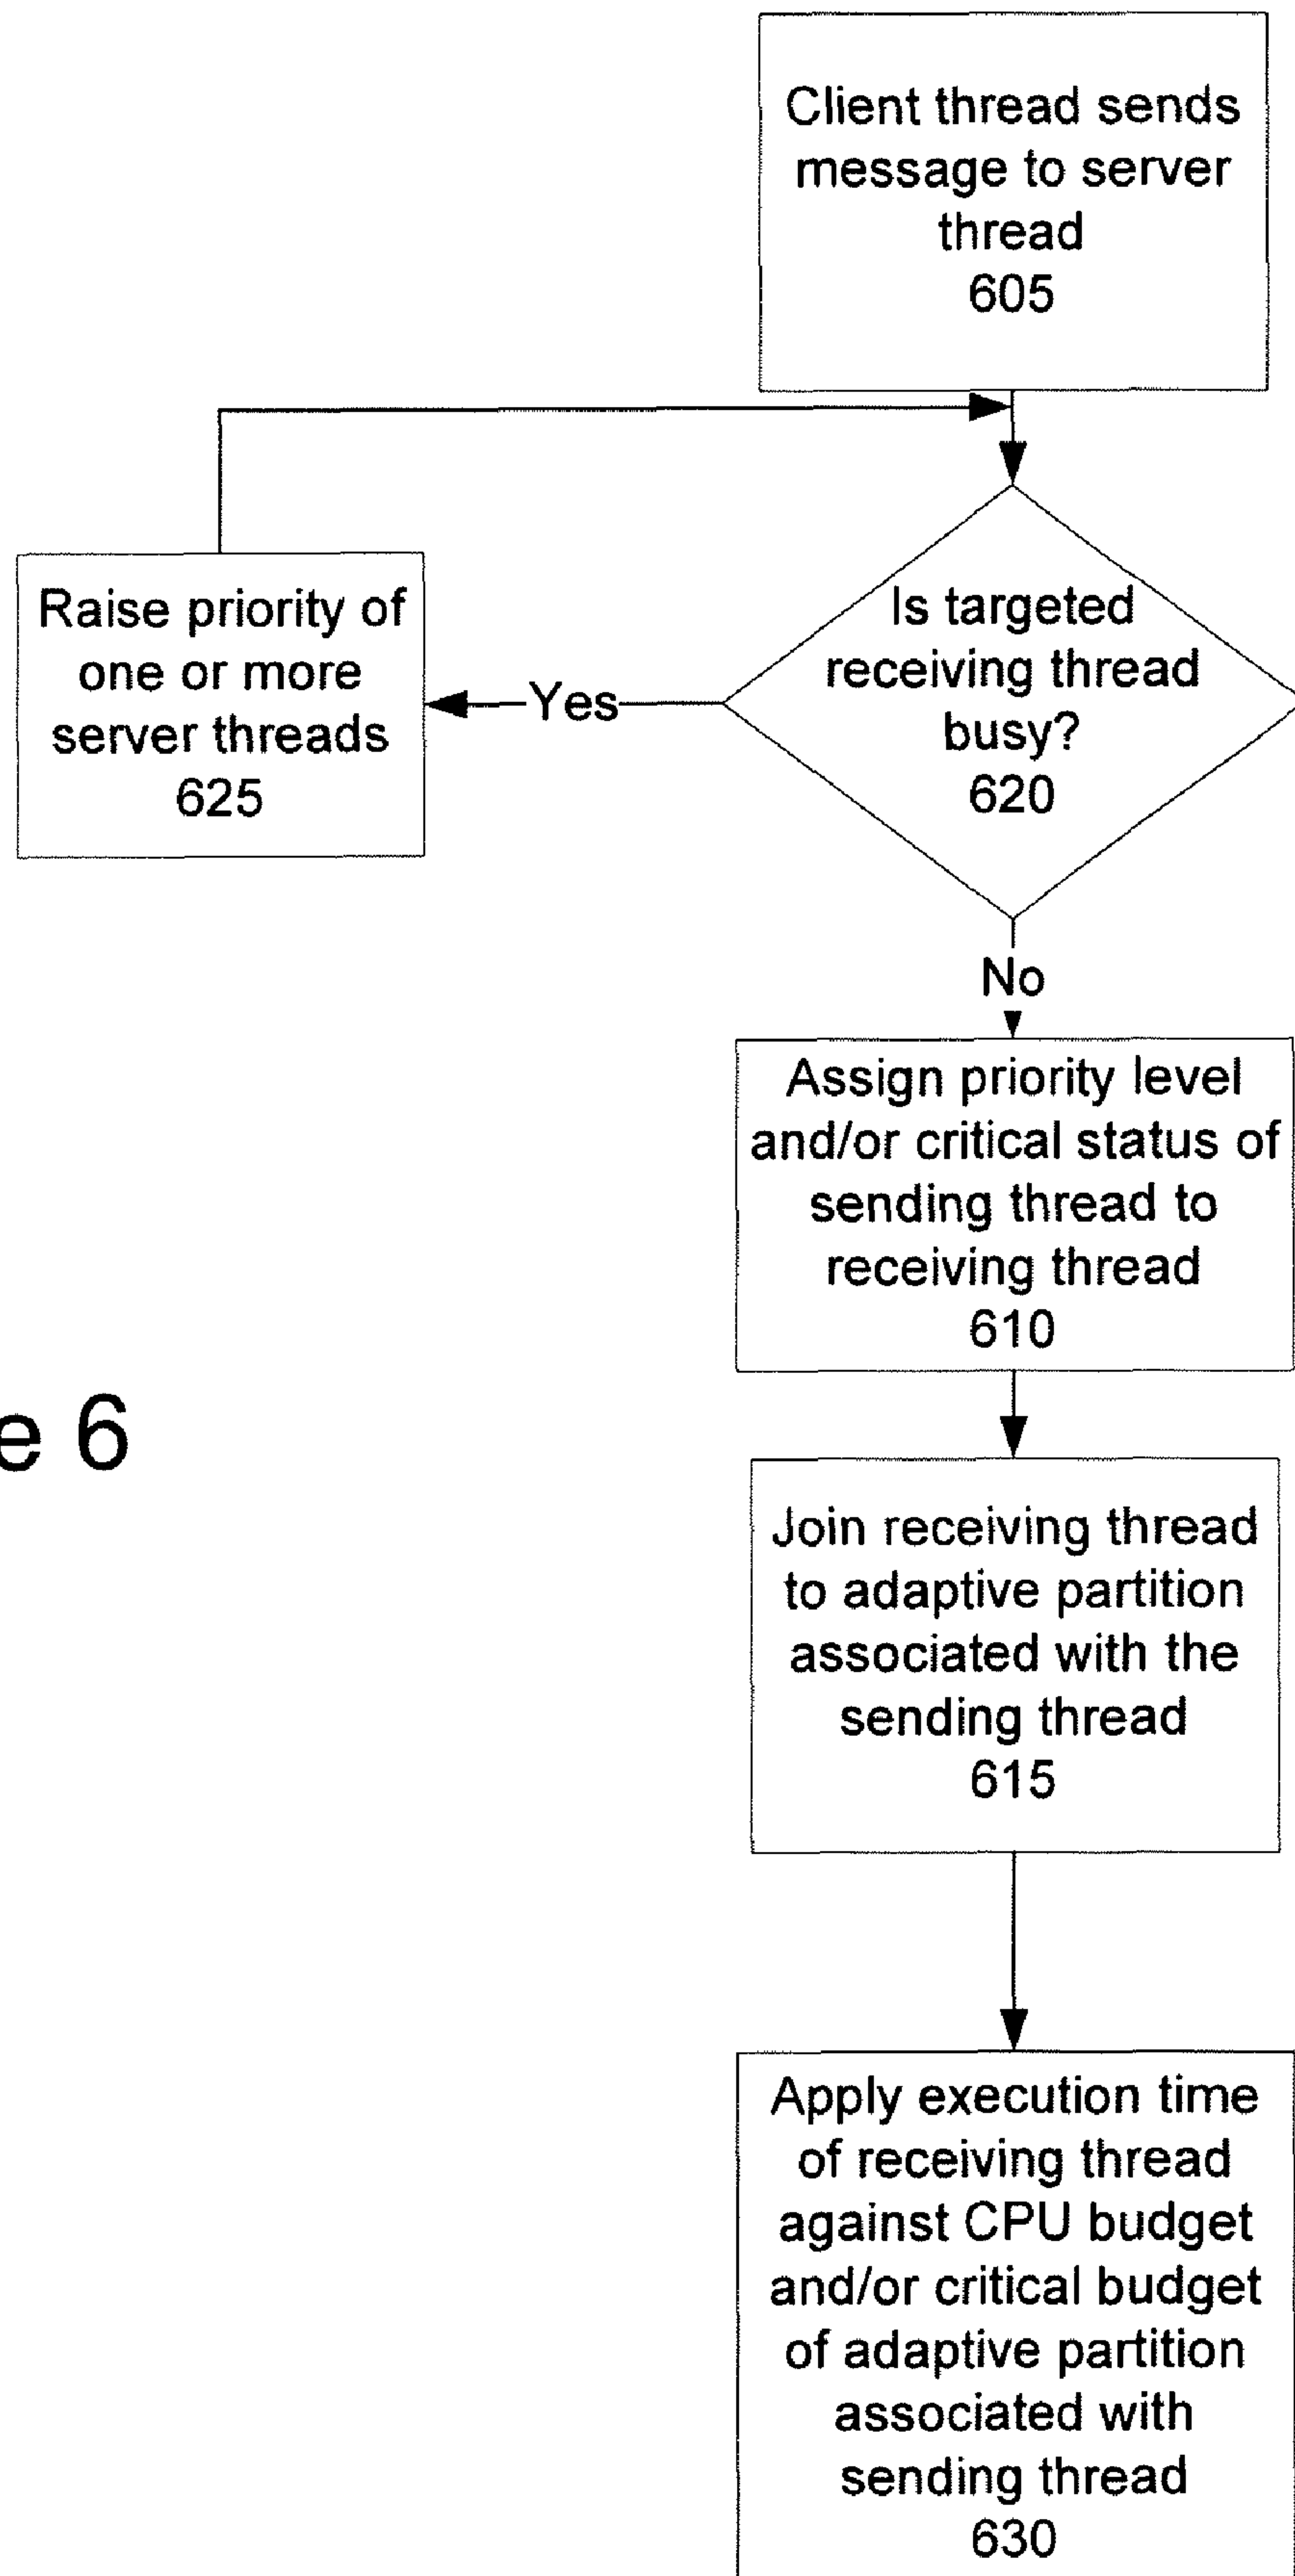 Client thread sends
message to server
thread
605
Raise priority of
one or more
server threads
625
Yes
Is targeted
receiving thread
busy?
620
No
Assign priority level
and/or critical status of
sending thread to
receiving thread
610
e 6
Join receiving thread
to adaptive partition
associated with the
sending thread
615
Apply execution time
of receiving thread
against CPU budget
and/or critical budget
of adaptive partition
associated with
sending thread
630